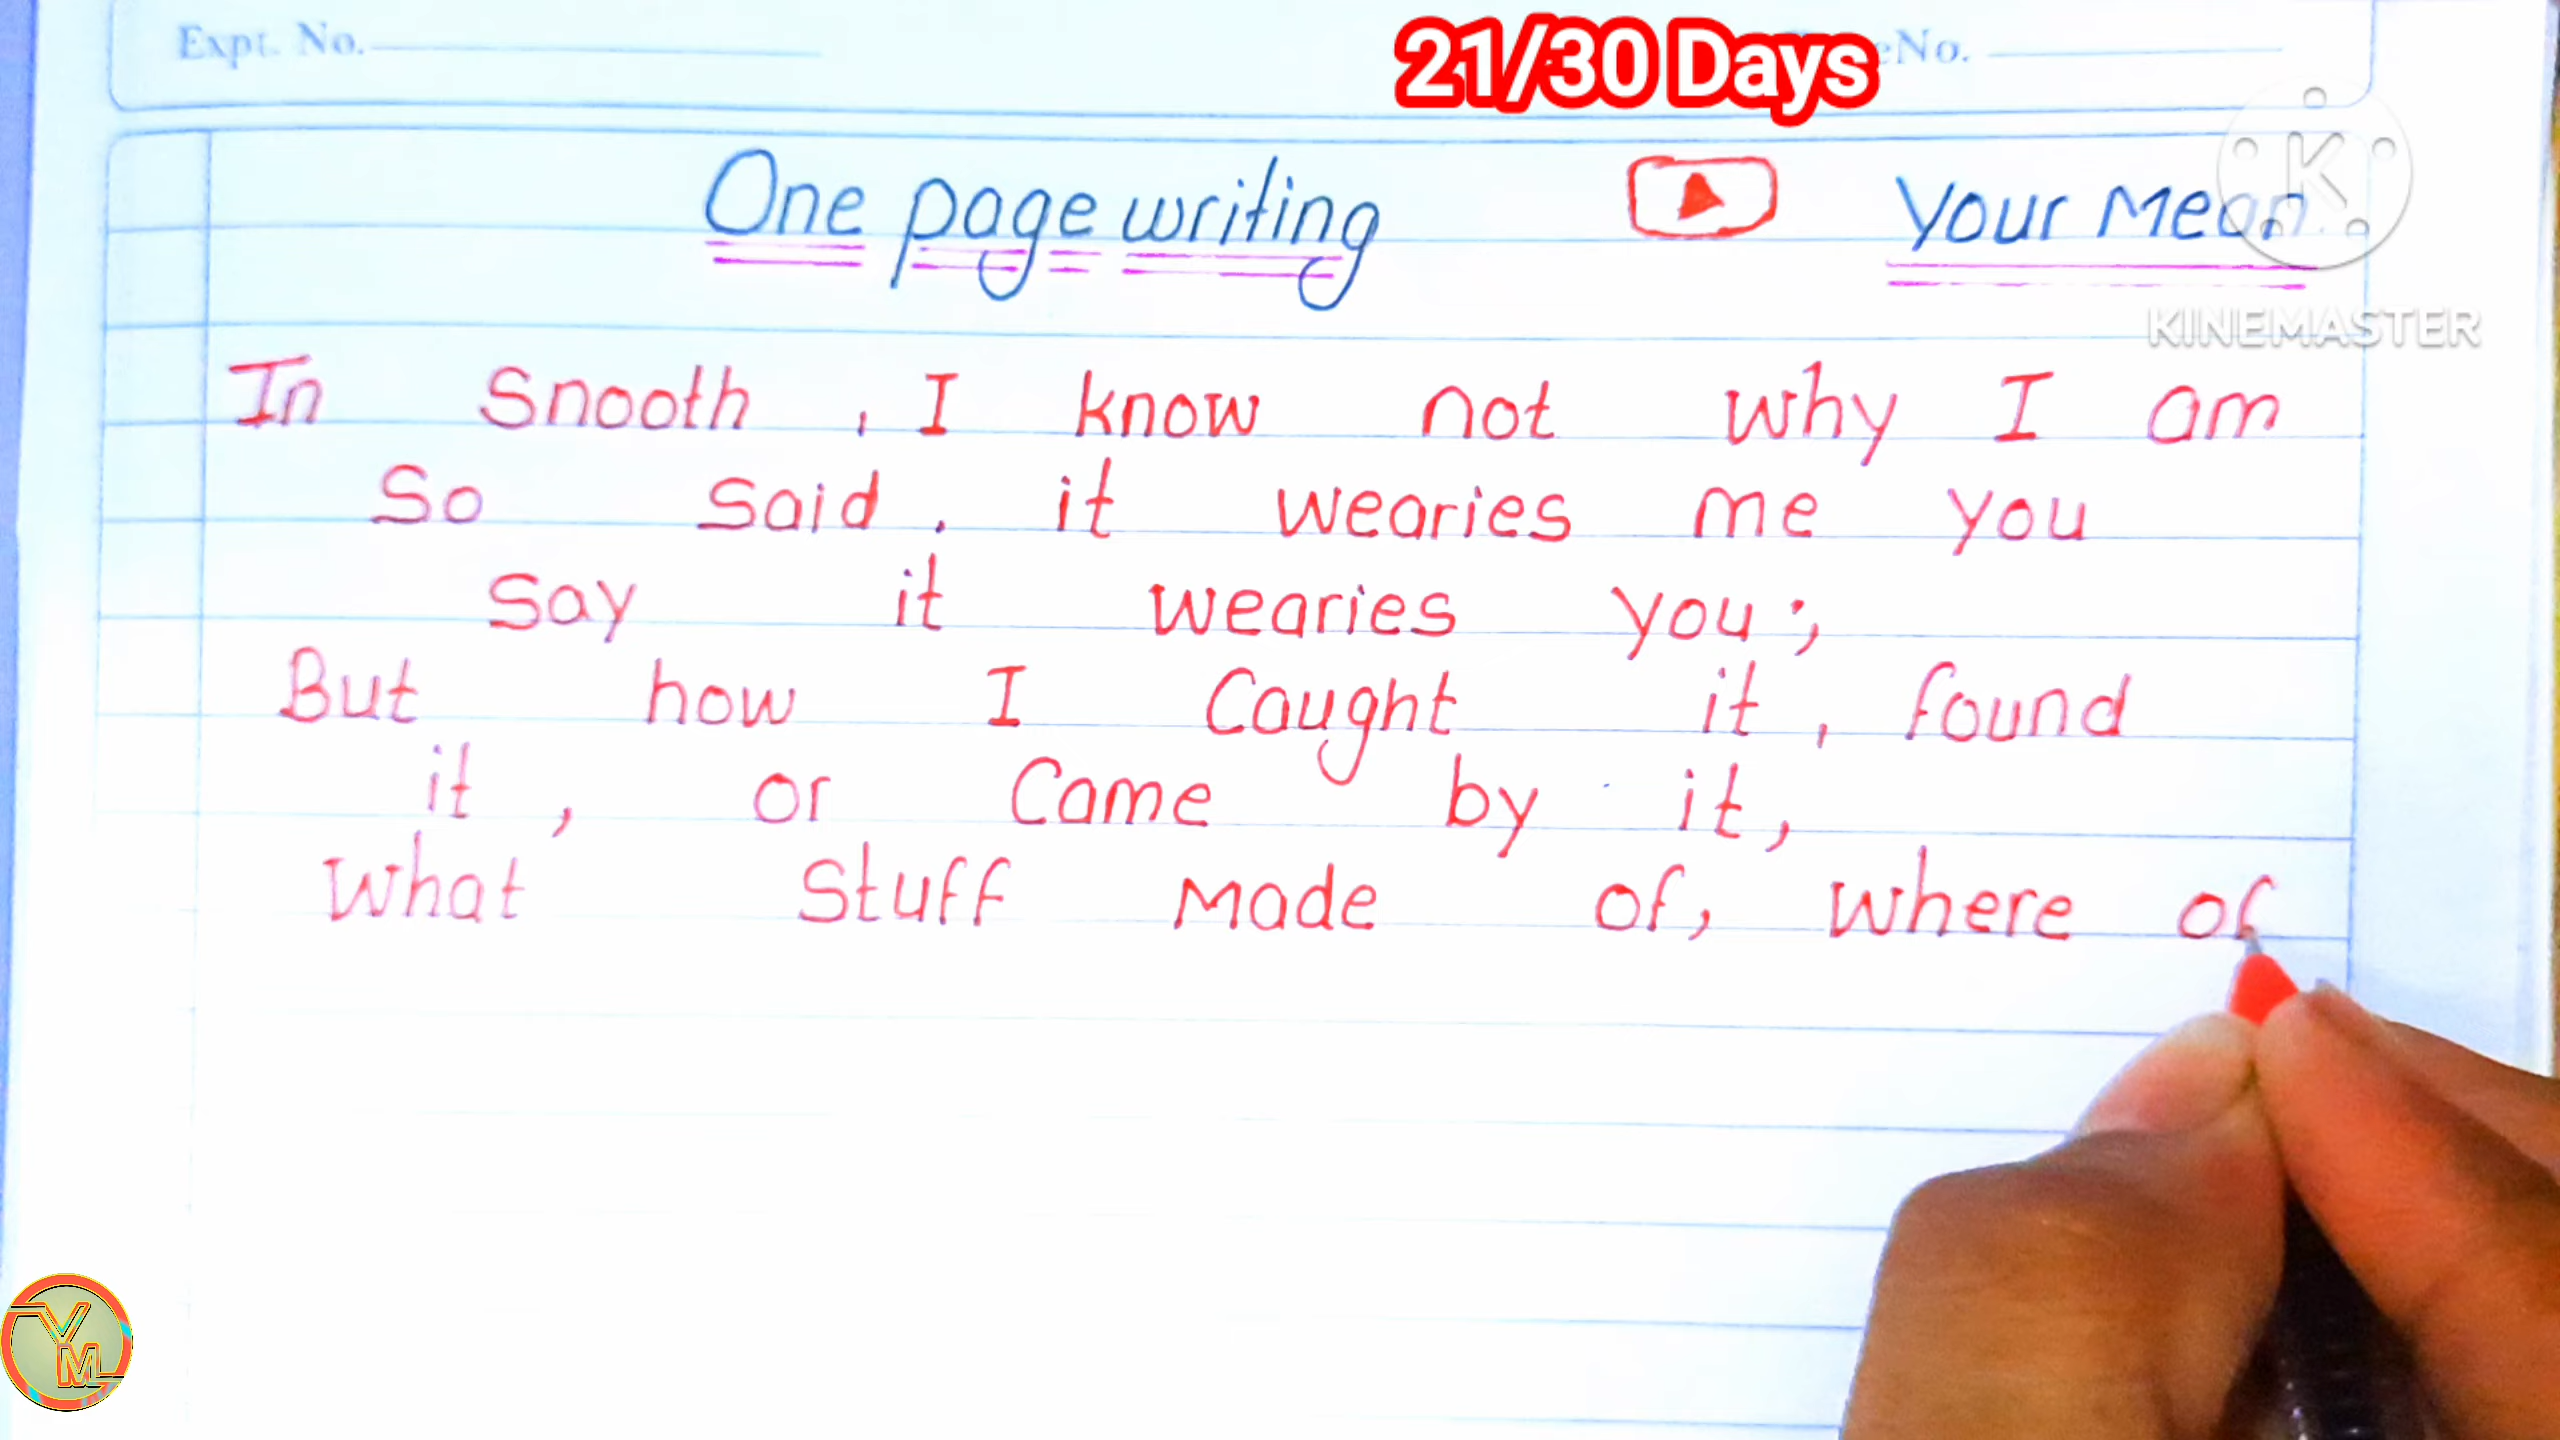 Expt. No.
21/30 Days
eNo.
One page writing
Your Mean
KINEMASTER
In Snooth, I know not why I am
So said. it wearies me you
say it wearies you;
But how I Caught it, found
it, or Came by it,
What Stuff Made of, where of
YM